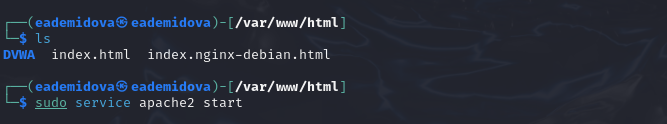 ┌──(eademidova㉿eademidova)-[/var/www/html]
└─$ ls
DVWA  index.html  index.nginx-debian.html
┌──(eademidova㉿eademidova)-[/var/www/html]
└─$ sudo service apache2 start